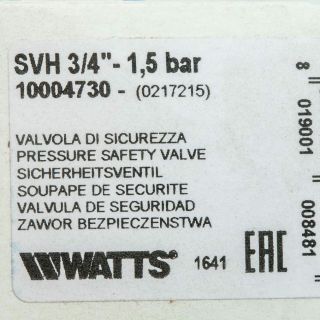 SVH 3/4"- 1,5 bar
10004730 - (0217215)
VALVOLA DI SICUREZZA
PRESSURE SAFETY VALVE
SICHERHEITSVENTIL
SOUPAPE DE SECURITE
VALVULA DE SEGURIDAD
ZAWOR BEZPIECZENSTWA
WATTS® 1641 EAC
8 019001 008481